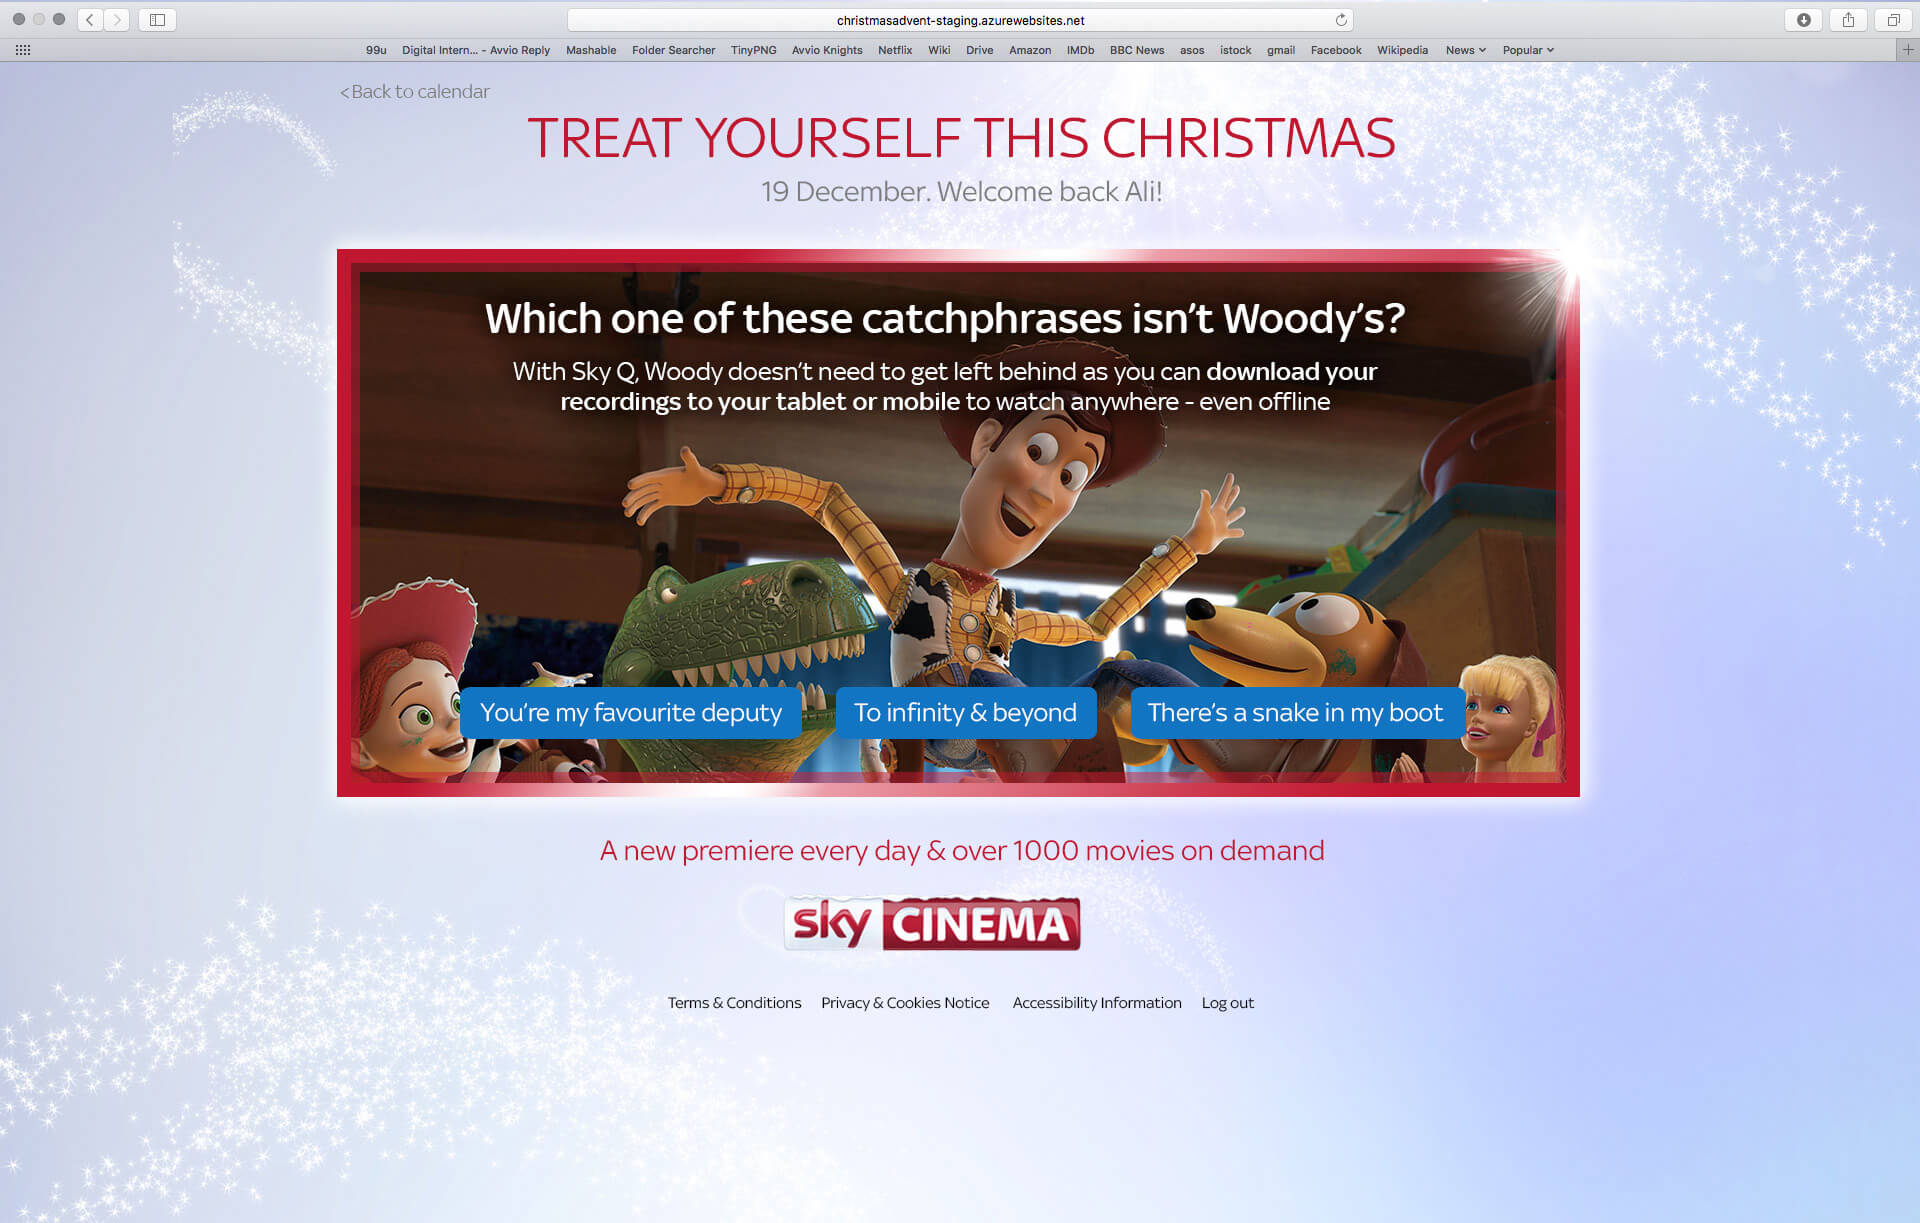 christmasadvent-staging.azurewebsites.net
99u Digital Intern... - Avvio Reply Mashable Folder Searcher TinyPNG Avvio Knights Netflix Wiki Drive Amazon IMDb BBC News asos istock gmail Facebook Wikipedia News Popular
<Back to calendar
TREAT YOURSELF THIS CHRISTMAS
19 December. Welcome back Ali!
Which one of these catchphrases isn't Woody's?
With Sky Q, Woody doesn't need to get left behind as you can download your
recordings to your tablet or mobile to watch anywhere - even offline
You're my favourite deputy To infinity & beyond There's a snake in my boot
A new premiere every day & over 1000 movies on demand
sky CINEMA
Terms & Conditions Privacy & Cookies Notice Accessibility Information Log out